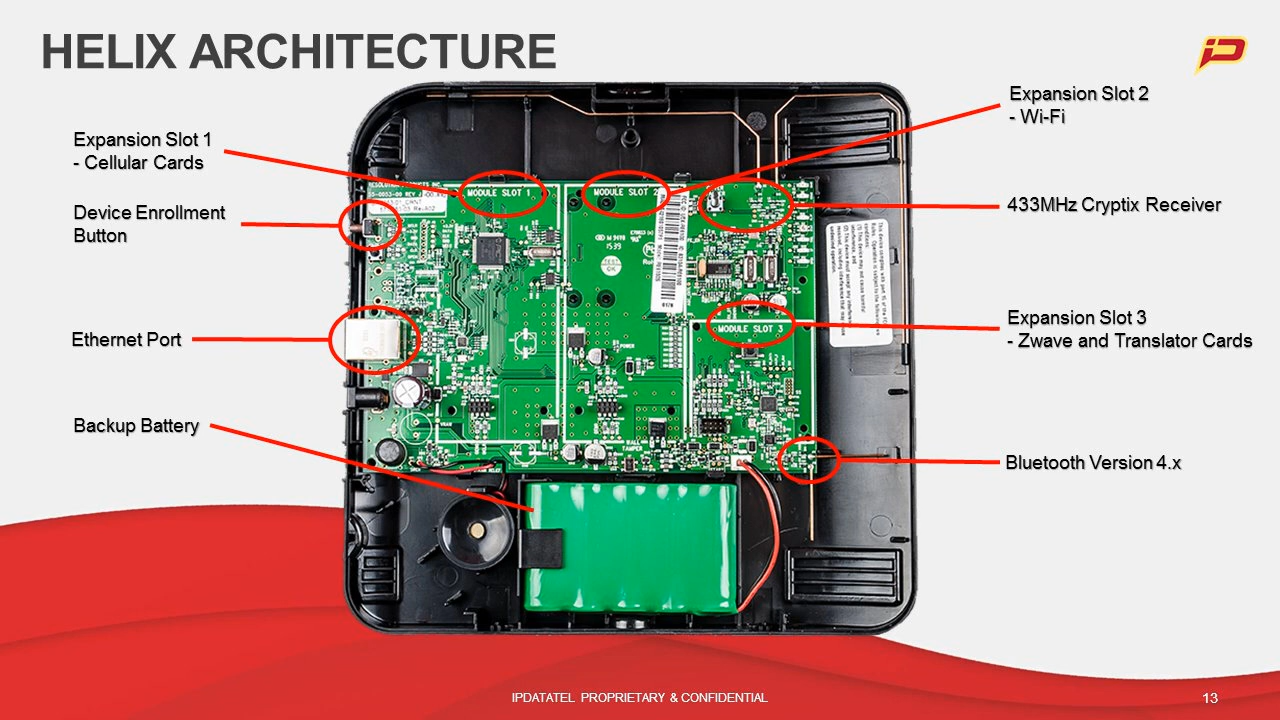 HELIX ARCHITECTURE
Expansion Slot 1
- Cellular Cards
Device Enrollment
Button
Ethernet Port
Backup Battery
Expansion Slot 2
- Wi-Fi
433MHz Cryptix Receiver
Expansion Slot 3
- Zwave and Translator Cards
Bluetooth Version 4.x
MODULE SLOT 1
MODULE SLOT 2
MODULE SLOT 3
TEST
OK
IPDATATEL PROPRIETARY & CONFIDENTIAL
13